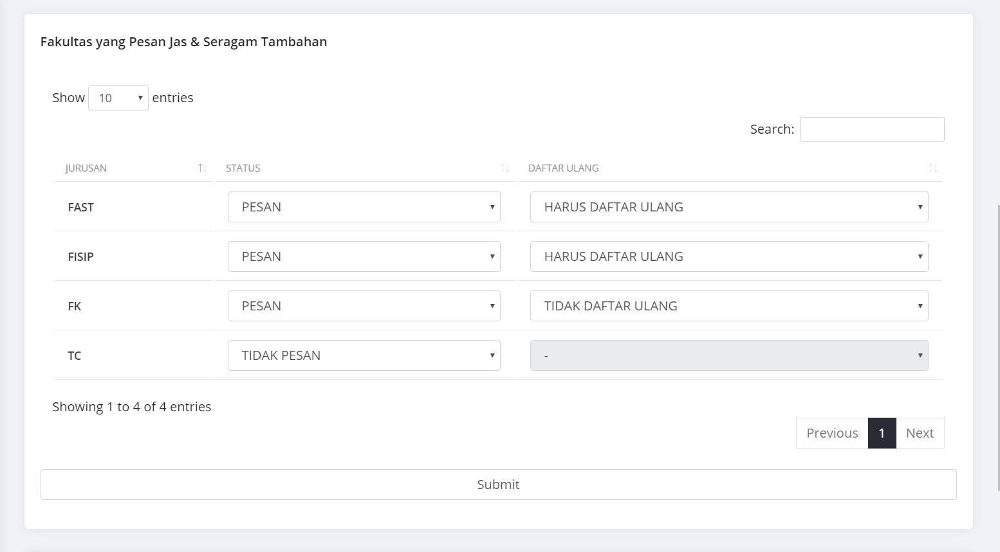 Fakultas yang Pesan Jas & Seragam Tambahan
Show 10 entries
Search:
JURUSAN STATUS DAFTAR ULANG
FAST PESAN HARUS DAFTAR ULANG
FISIP PESAN HARUS DAFTAR ULANG
FK PESAN TIDAK DAFTAR ULANG
TC TIDAK PESAN -
Showing 1 to 4 of 4 entries
Previous 1 Next
Submit